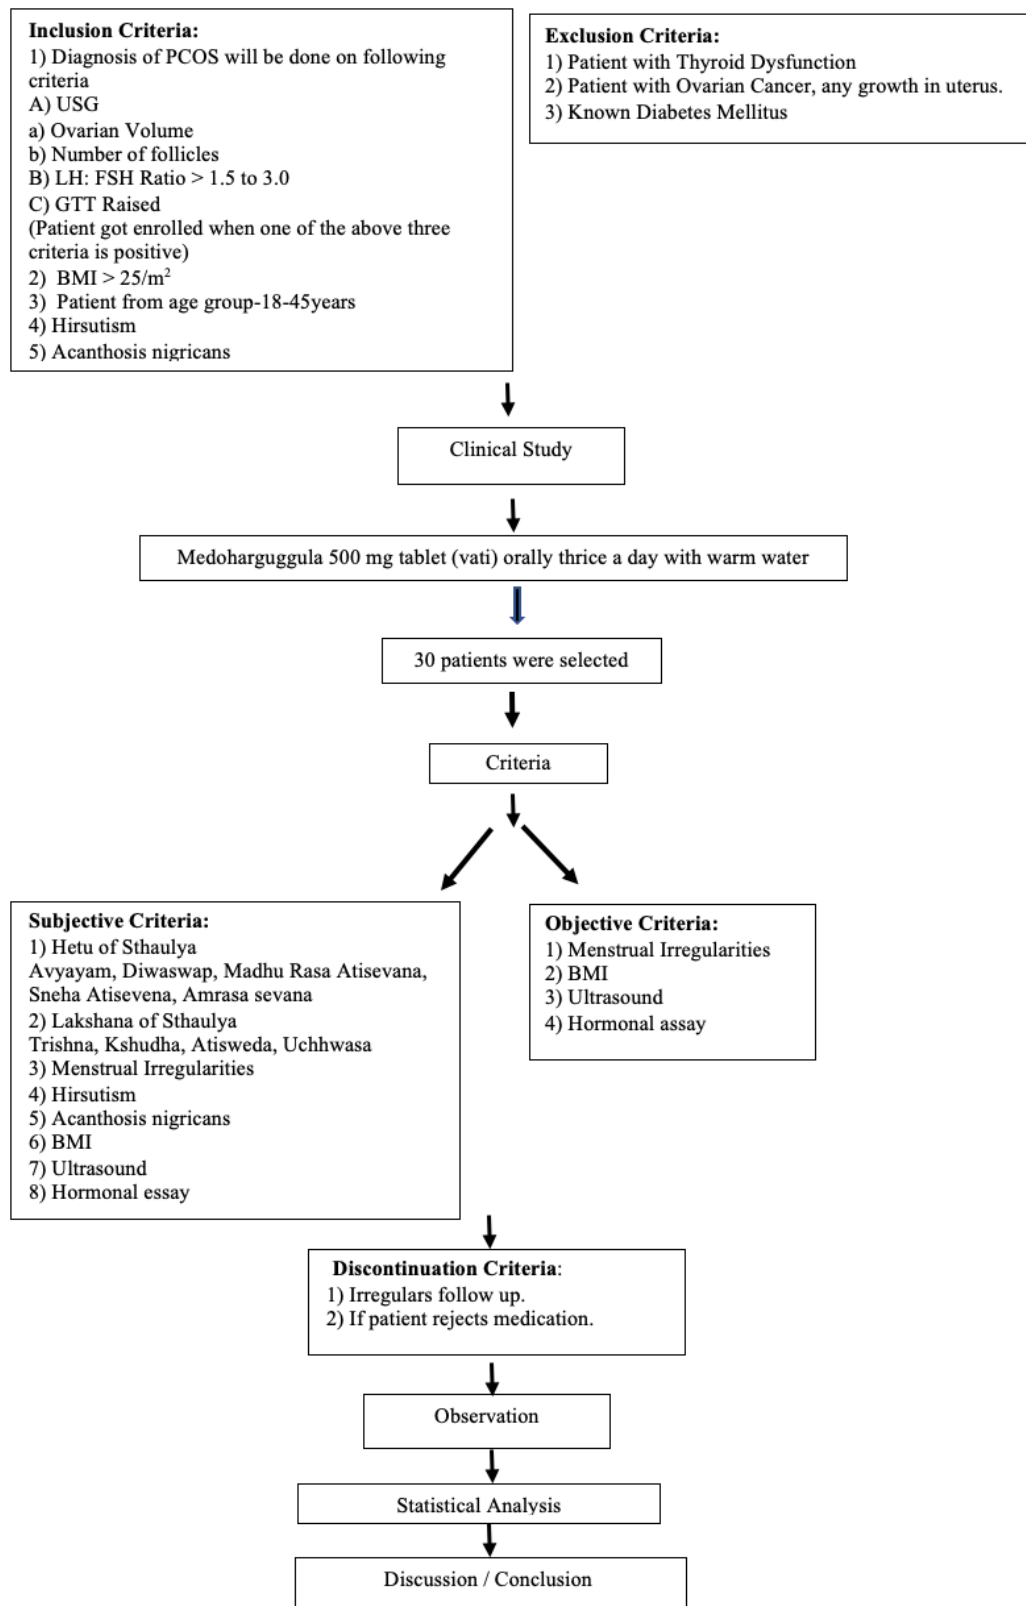 Inclusion Criteria:
1) Diagnosis of PCOS will be done on following
criteria
A) USG
a) Ovarian Volume
b) Number of follicles
B) LH: FSH Ratio > 1.5 to 3.0
C) GTT Raised
(Patient got enrolled when one of the above three
criteria is positive)
2) BMI > 25/m²
3) Patient from age group-18-45years
4) Hirsutism
5) Acanthosis nigricans
Exclusion Criteria:
1) Patient with Thyroid Dysfunction
2) Patient with Ovarian Cancer, any growth in uterus.
3) Known Diabetes Mellitus
Clinical Study
Medoharguggula 500 mg tablet (vati) orally thrice a day with warm water
30 patients were selected
Criteria
Subjective Criteria:
1) Hetu of Sthaulya
Avyayam, Diwaswap, Madhu Rasa Atisevana,
Sneha Atisevena, Amrasa sevana
2) Lakshana of Sthaulya
Trishna, Kshudha, Atisweda, Uchhwasa
3) Menstrual Irregularities
4) Hirsutism
5) Acanthosis nigricans
6) BMI
7) Ultrasound
8) Hormonal essay
Objective Criteria:
1) Menstrual Irregularities
2) BMI
3) Ultrasound
4) Hormonal assay
Discontinuation Criteria:
1) Irregulars follow up.
2) If patient rejects medication.
Observation
Statistical Analysis
Discussion / Conclusion